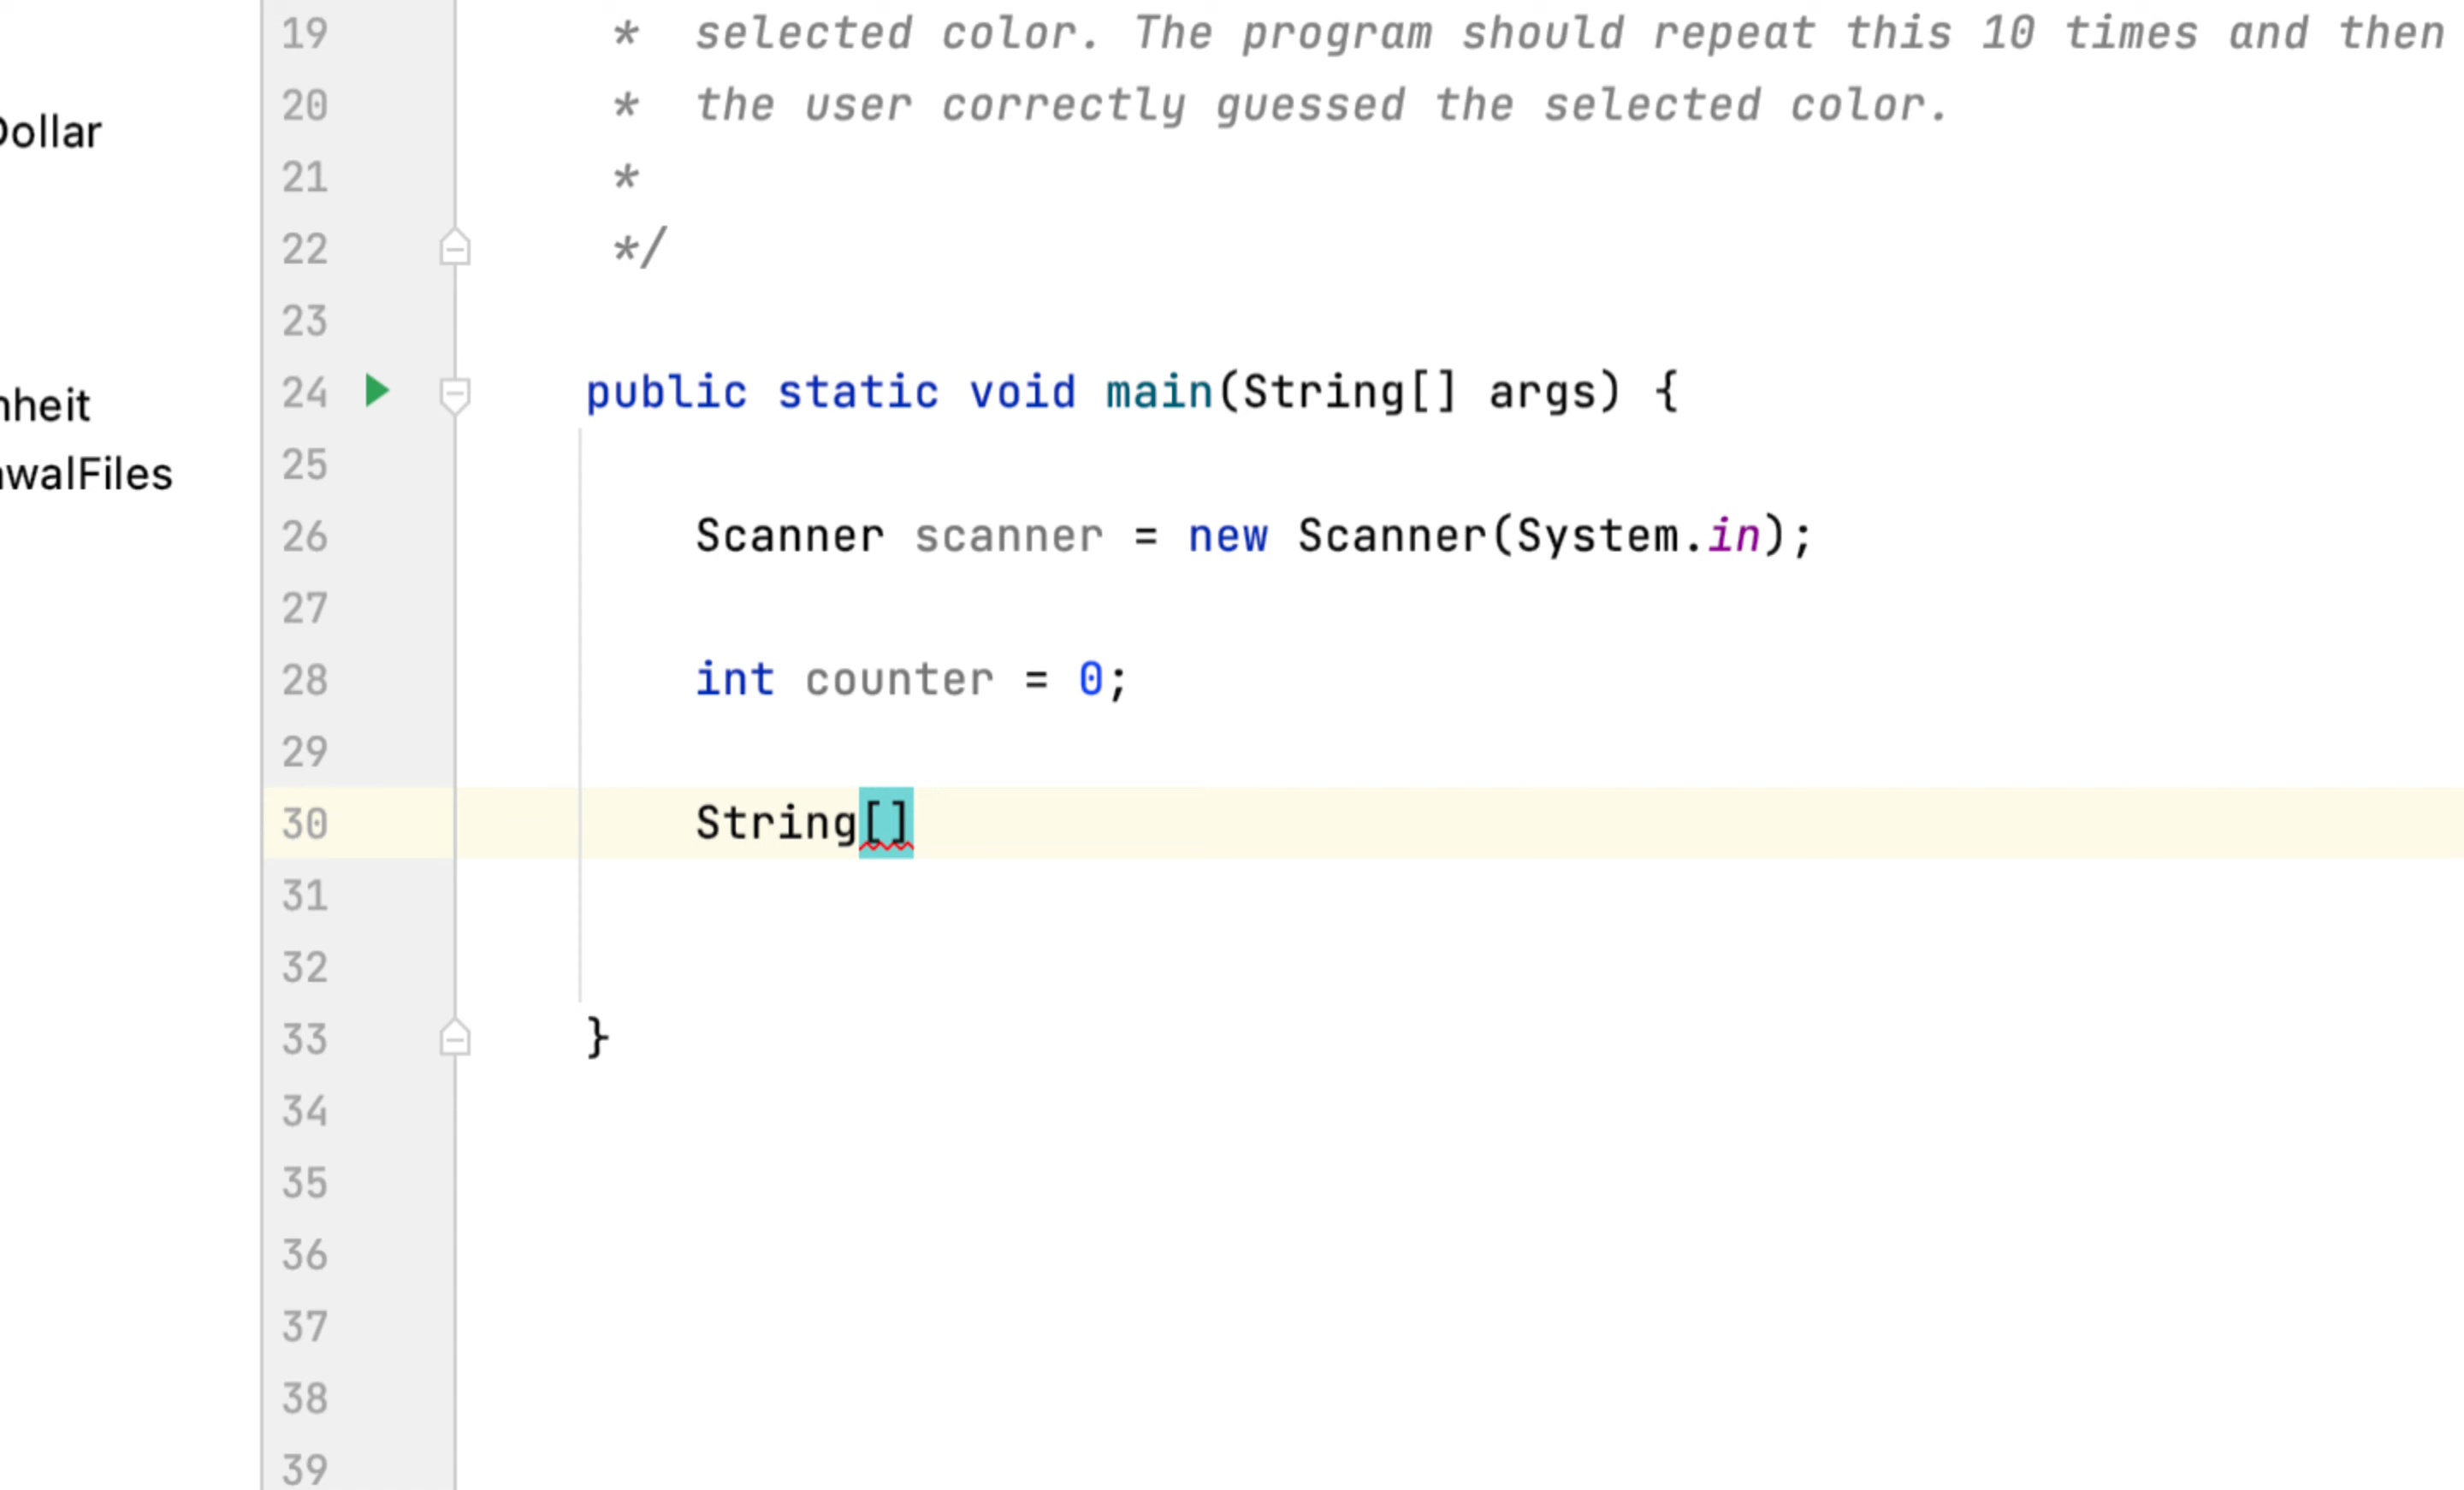 Dollar
nheit
awalFiles
19 * selected color. The program should repeat this 10 times and then
20 * the user correctly guessed the selected color.
21 *
22 */
23
24 public static void main(String[] args) {
25
26 Scanner scanner = new Scanner(System.in);
27
28 int counter = 0;
29
30 String[]
31
32
33 }
34
35
36
37
38
39